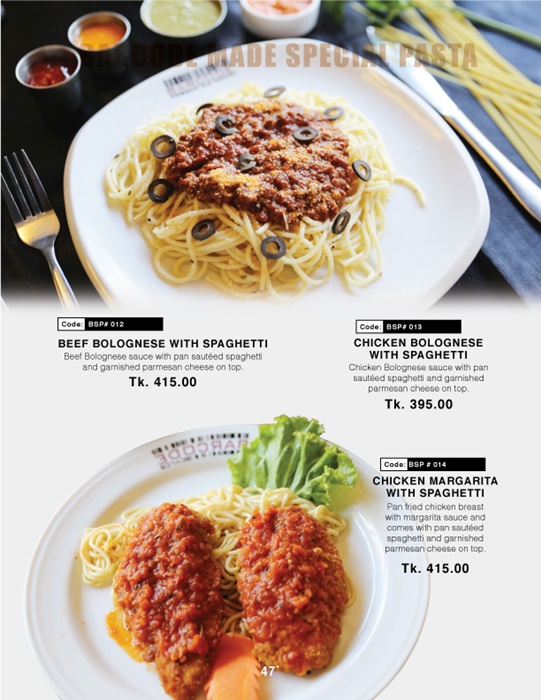 BAR CODE MADE SPECIAL PASTA
BARCODE
Code: BSP# 012
BEEF BOLOGNESE WITH SPAGHETTI
Beef Bolognese sauce with pan sautéed spaghetti
and garnished parmesan cheese on top.
Tk. 415.00
Code: BSP# 013
CHICKEN BOLOGNESE
WITH SPAGHETTI
Chicken Bolognese sauce with pan
sautéed spaghetti and garnished
parmesan cheese on top.
Tk. 395.00
BARCODE
Code: BSP # 014
CHICKEN MARGARITA
WITH SPAGHETTI
Pan fried chicken breast
with margarita sauce and
comes with pan sautéed
spaghetti and garnished
parmesan cheese on top.
Tk. 415.00
47